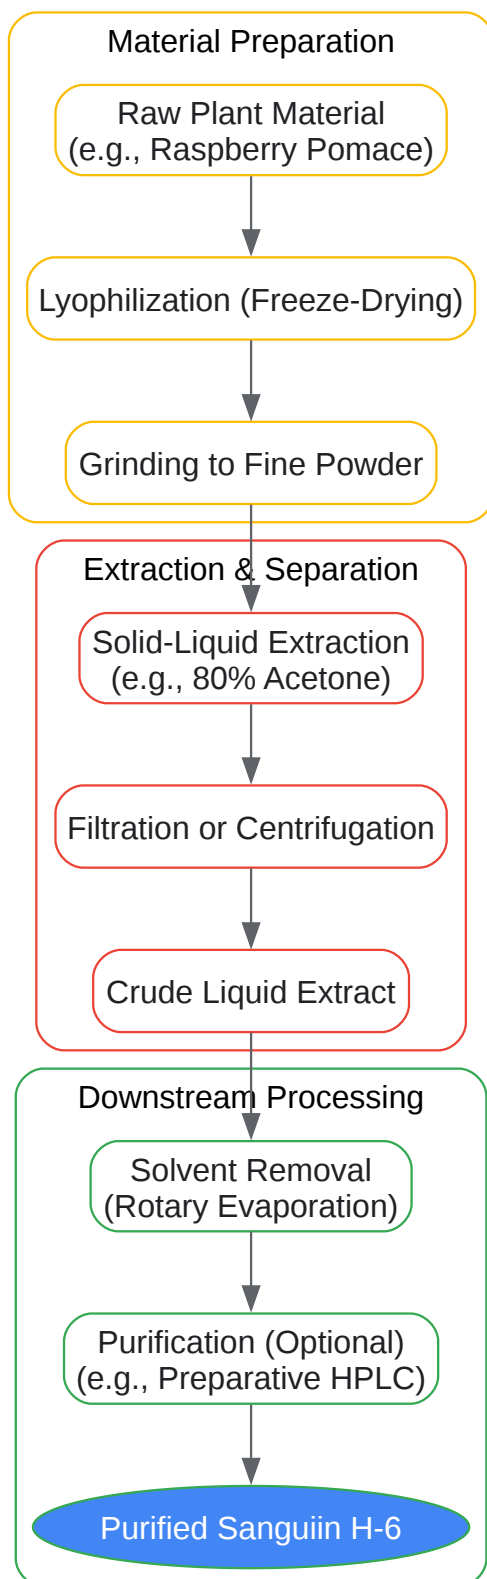 Material Preparation
Raw Plant Material
(e.g., Raspberry Pomace)
Lyophilization (Freeze-Drying)
Grinding to Fine Powder
Extraction & Separation
Solid-Liquid Extraction
(e.g., 80% Acetone)
Filtration or Centrifugation
Crude Liquid Extract
Downstream Processing
Solvent Removal
(Rotary Evaporation)
Purification (Optional)
(e.g., Preparative HPLC)
Purified Sanguiin H-6